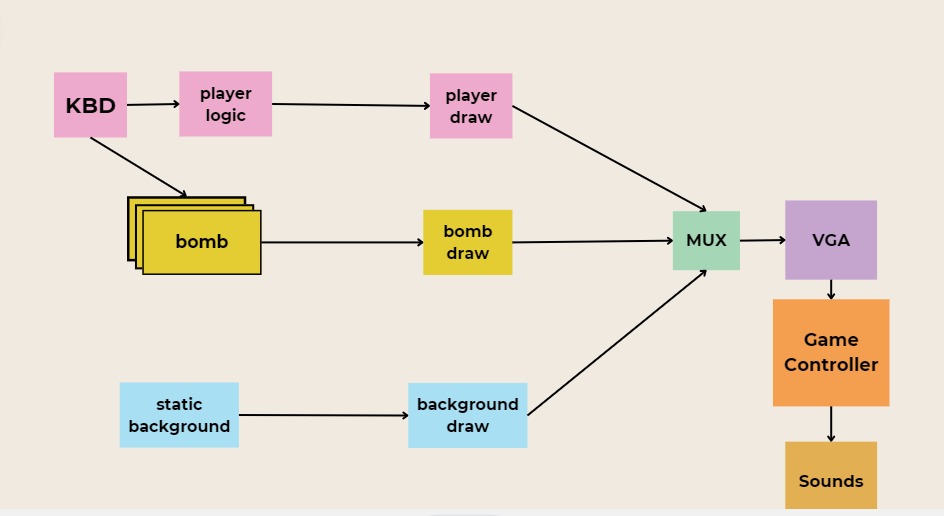 KBD
player
logic
player
draw
bomb
bomb
draw
MUX
VGA
Game
Controller
static
background
background
draw
Sounds